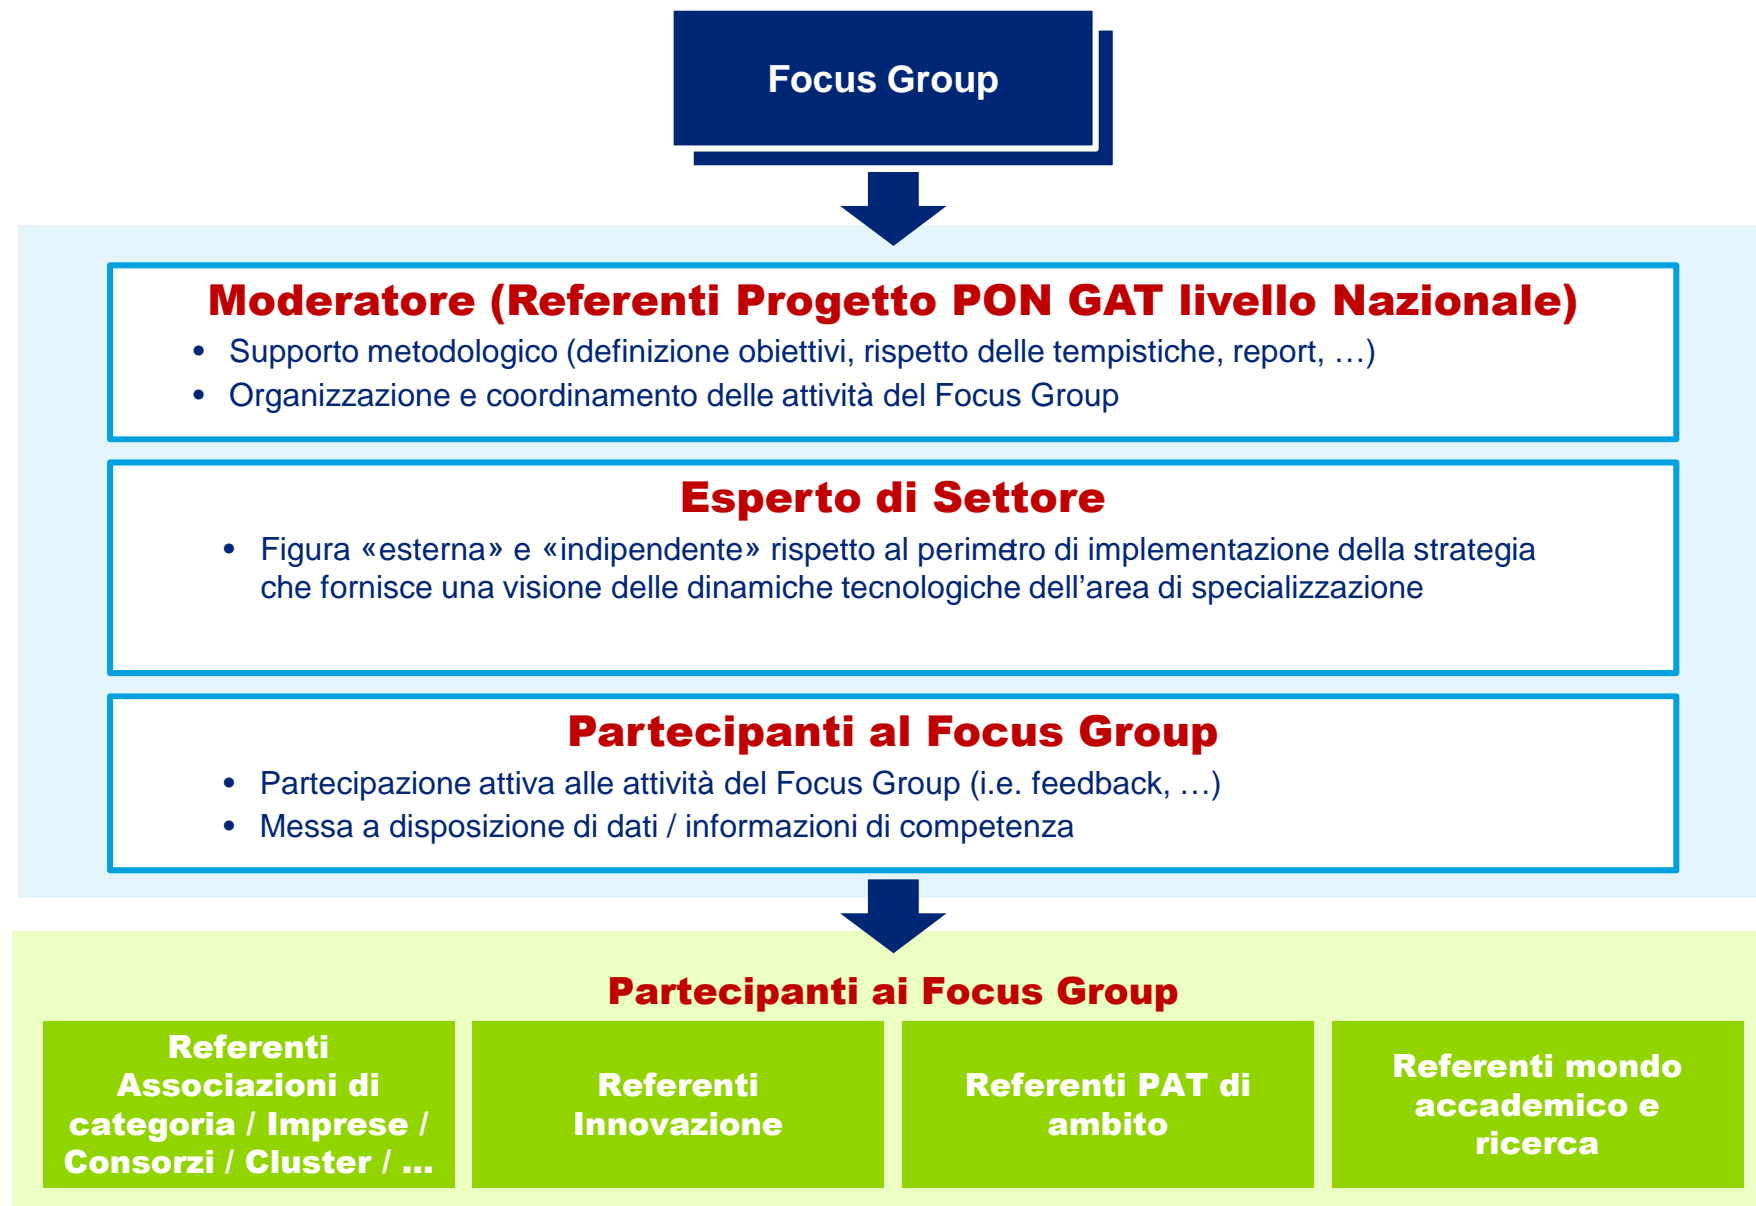 Focus Group
Moderatore (Referenti Progetto PON GAT livello Nazionale)
• Supporto metodologico (definizione obiettivi, rispetto delle tempistiche, report, …)
• Organizzazione e coordinamento delle attività del Focus Group
Esperto di Settore
• Figura «esterna» e «indipendente» rispetto al perimetro di implementazione della strategia
che fornisce una visione delle dinamiche tecnologiche dell’area di specializzazione
Partecipanti al Focus Group
• Partecipazione attiva alle attività del Focus Group (i.e. feedback, …)
• Messa a disposizione di dati / informazioni di competenza
Partecipanti ai Focus Group
Referenti
Associazioni di
categoria / Imprese /
Consorzi / Cluster / …
Referenti
Innovazione
Referenti PAT di
ambito
Referenti mondo
accademico e
ricerca